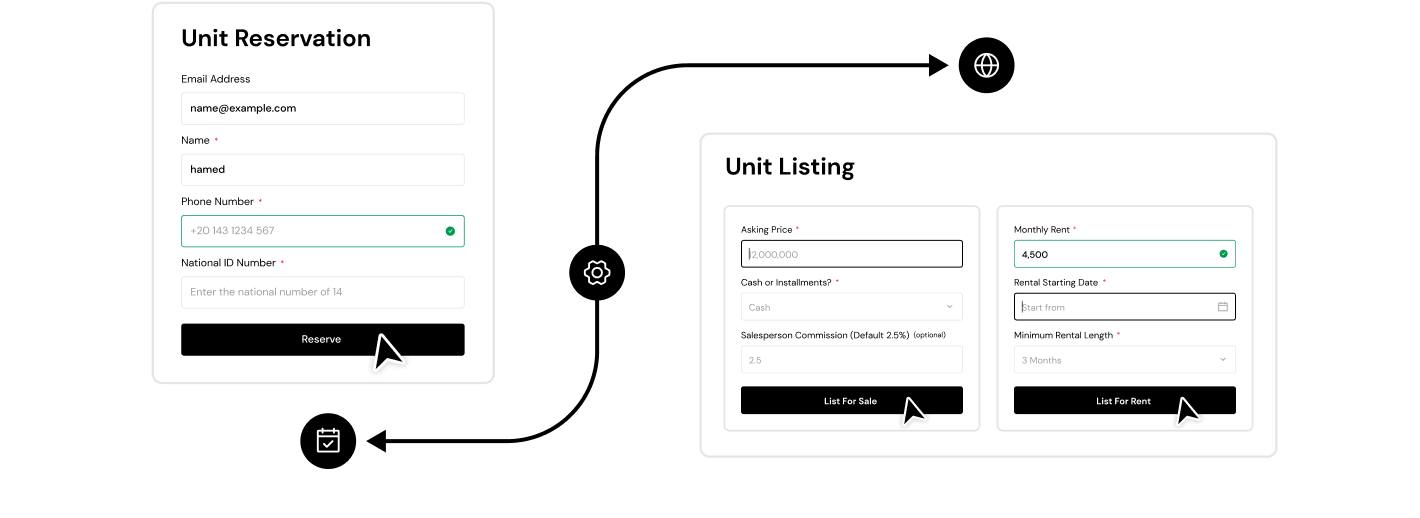 Unit Reservation
Email Address
name@example.com
Name *
hamed
Phone Number *
+20 143 1234 567
National ID Number *
Enter the national number of 14
Reserve
Unit Listing
Asking Price *
12,000,000
Cash or Installments? *
Cash
Salesperson Commission (Default 2.5%) (optional)
2.5
List For Sale
Monthly Rent *
4,500
Rental Starting Date *
Start from
Minimum Rental Length *
3 Months
List For Rent